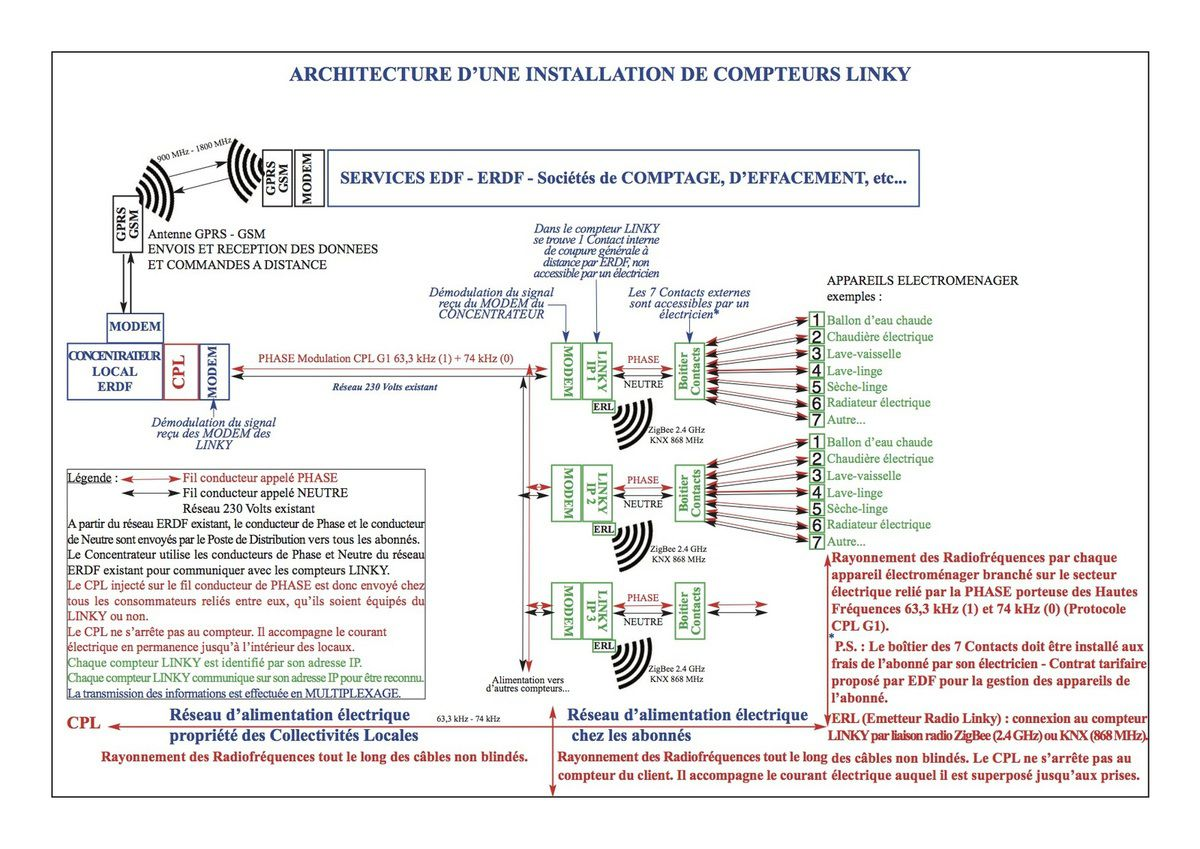 ARCHITECTURE D'UNE INSTALLATION DE COMPTEURS LINKY
900 MHz - 1800 MHz
GPRS
GSM
MODEM
SERVICES EDF - ERDF - Sociétés de COMPTAGE, D'EFFACEMENT, etc...
GPRS
GSM
Antenne GPRS - GSM
ENVOIS ET RECEPTION DES DONNEES
ET COMMANDES A DISTANCE
Dans le compteur LINKY
se trouve 1 Contact interne
de coupure générale à
distance par ERDF, non
accessible par un électricien
Démodulation du signal
reçu du MODEM du
CONCENTRATEUR
Les 7 Contacts externes
sont accessibles par un
électricien*
APPAREILS ELECTROMENAGER
exemples :
MODEM
CONCENTRATEUR
LOCAL
ERDF
CPL
MODEM
PHASE Modulation CPL G1 63,3 kHz (1) + 74 kHz (0)
Réseau 230 Volts existant
Démodulation du signal
reçu des MODEM des
LINKY
MODEM
LINKY
IP 1
PHASE
NEUTRE
Boitier
Contacts
ERL
ZigBee 2.4 GHz
KNX 868 MHz
1 Ballon d'eau chaude
2 Chaudière électrique
3 Lave-vaisselle
4 Lave-linge
5 Sèche-linge
6 Radiateur électrique
7 Autre...
MODEM
LINKY
IP 2
PHASE
NEUTRE
Boitier
Contacts
ERL
ZigBee 2.4 GHz
KNX 868 MHz
1 Ballon d'eau chaude
2 Chaudière électrique
3 Lave-vaisselle
4 Lave-linge
5 Sèche-linge
6 Radiateur électrique
7 Autre...
MODEM
LINKY
IP 3
PHASE
NEUTRE
Boitier
Contacts
ERL
ZigBee 2.4 GHz
KNX 868 MHz
Alimentation vers
d'autres compteurs...
Légende :
Fil conducteur appelé PHASE
Fil conducteur appelé NEUTRE
Réseau 230 Volts existant
A partir du réseau ERDF existant, le conducteur de Phase et le conducteur
de Neutre sont envoyés par le Poste de Distribution vers tous les abonnés.
Le Concentrateur utilise les conducteurs de Phase et Neutre du réseau
ERDF existant pour communiquer avec les compteurs LINKY.
Le CPL injecté sur le fil conducteur de PHASE est donc envoyé chez
tous les consommateurs reliés entre eux, qu'ils soient équipés du
LINKY ou non.
Le CPL ne s'arrête pas au compteur. Il accompagne le courant
électrique en permanence jusqu'à l'intérieur des locaux.
Chaque compteur LINKY est identifié par son adresse IP.
Chaque compteur LINKY communique sur son adresse IP pour être reconnu.
La transmission des informations est effectuée en MULTIPLEXAGE.
Rayonnement des Radiofréquences par chaque
appareil électroménager branché sur le secteur
électrique relié par la PHASE porteuse des Hautes
Fréquences 63,3 kHz (1) et 74 kHz (0) (Protocole
CPL G1).
* P.S. : Le boîtier des 7 Contacts doit être installé aux
frais de l'abonné par son électricien - Contrat tarifaire
proposé par EDF pour la gestion des appareils de
l'abonné.
ERL (Emetteur Radio Linky) : connexion au compteur
LINKY par liaison radio ZigBee (2.4 GHz) ou KNX (868 MHz).
CPL
Réseau d'alimentation électrique
propriété des Collectivités Locales
63,3 kHz - 74 kHz
Réseau d'alimentation électrique
chez les abonnés
Rayonnement des Radiofréquences tout le long des câbles non blindés.
Rayonnement des Radiofréquences tout le long des câbles non blindés. Le CPL ne s'arrête pas au
compteur du client. Il accompagne le courant électrique auquel il est superposé jusqu'aux prises.